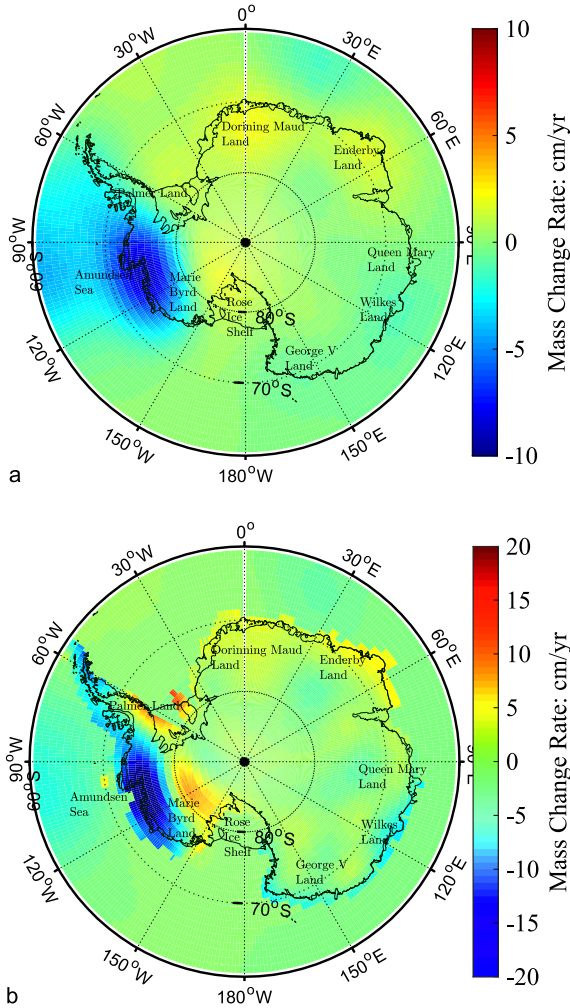 0°
30°W
30°E
60°W
60°E
90°W
90°E
60°S
120°W
120°E
150°W
150°E
180°W
80°S
70°S
Dorinning Maud
Land
Enderby
Land
Palmer Land
Queen Mary
Land
Amundsen
Sea
Marie
Byrd
Land
Wilkes
Land
Rose
Ice
Shelf
George V
Land
10
5
0
-5
-10
Mass Change Rate: cm/yr
a
0°
30°W
30°E
60°W
60°E
90°W
90°E
60°S
120°W
120°E
150°W
150°E
180°W
80°S
70°S
Dorinning Maud
Land
Enderby
Land
Palmer Land
Queen Mary
Land
Amundsen
Sea
Marie
Byrd
Land
Wilkes
Land
Rose
Ice
Shelf
George V
Land
20
15
10
5
0
-5
-10
-15
-20
Mass Change Rate: cm/yr
b